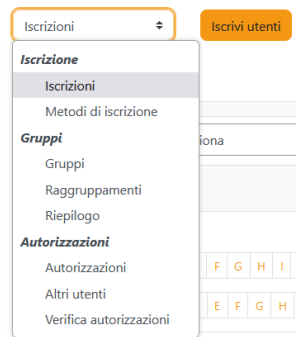 Iscrizioni
Iscrivi utenti
Iscrizione
Iscrizioni
Metodi di iscrizione
Gruppi
iona
Gruppi
Raggruppamenti
Riepilogo
Autorizzazioni
Autorizzazioni
F G H I
Altri utenti
Verifica autorizzazioni
E F G H